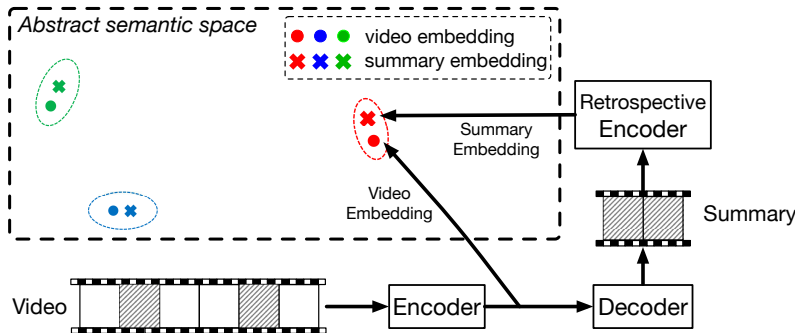 Abstract semantic space
video embedding
summary embedding
Retrospective
Encoder
Summary
Embedding
Video
Embedding
Summary
Video
Encoder
Decoder